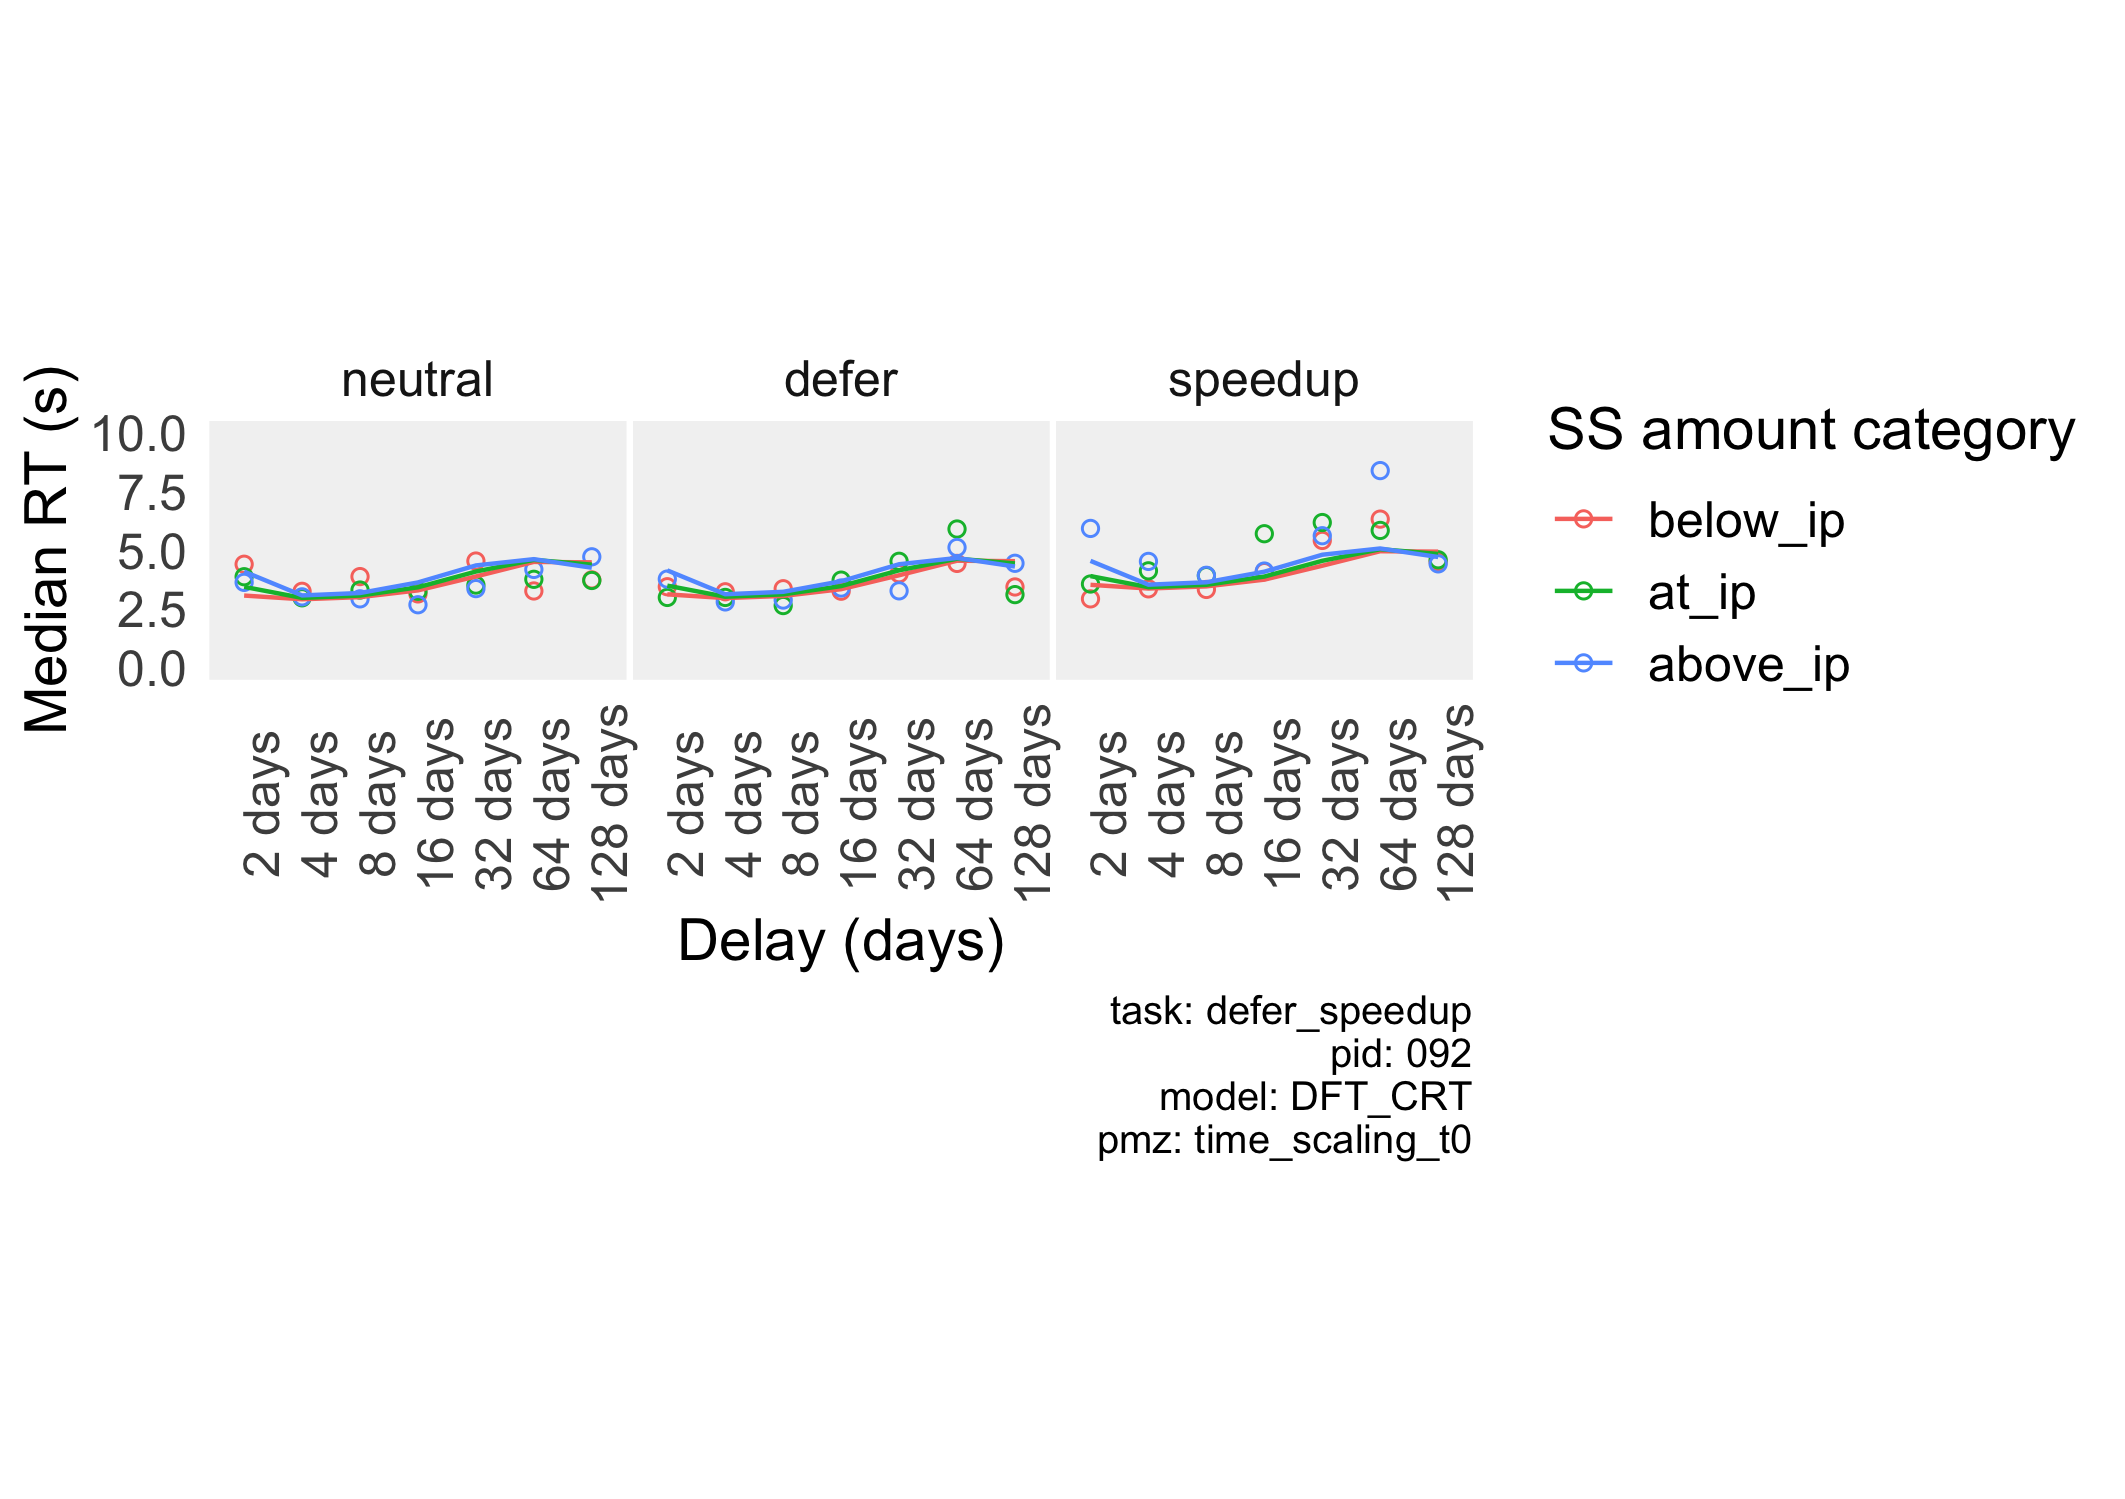 neutral
defer
speedup
Median RT (s)
10.0
7.5
5.0
2.5
0.0
2 days
4 days
8 days
16 days
32 days
64 days
128 days
2 days
4 days
8 days
16 days
32 days
64 days
128 days
2 days
4 days
8 days
16 days
32 days
64 days
128 days
Delay (days)
SS amount category
below_ip
at_ip
above_ip
task: defer_speedup
pid: 092
model: DFT_CRT
pmz: time_scaling_t0